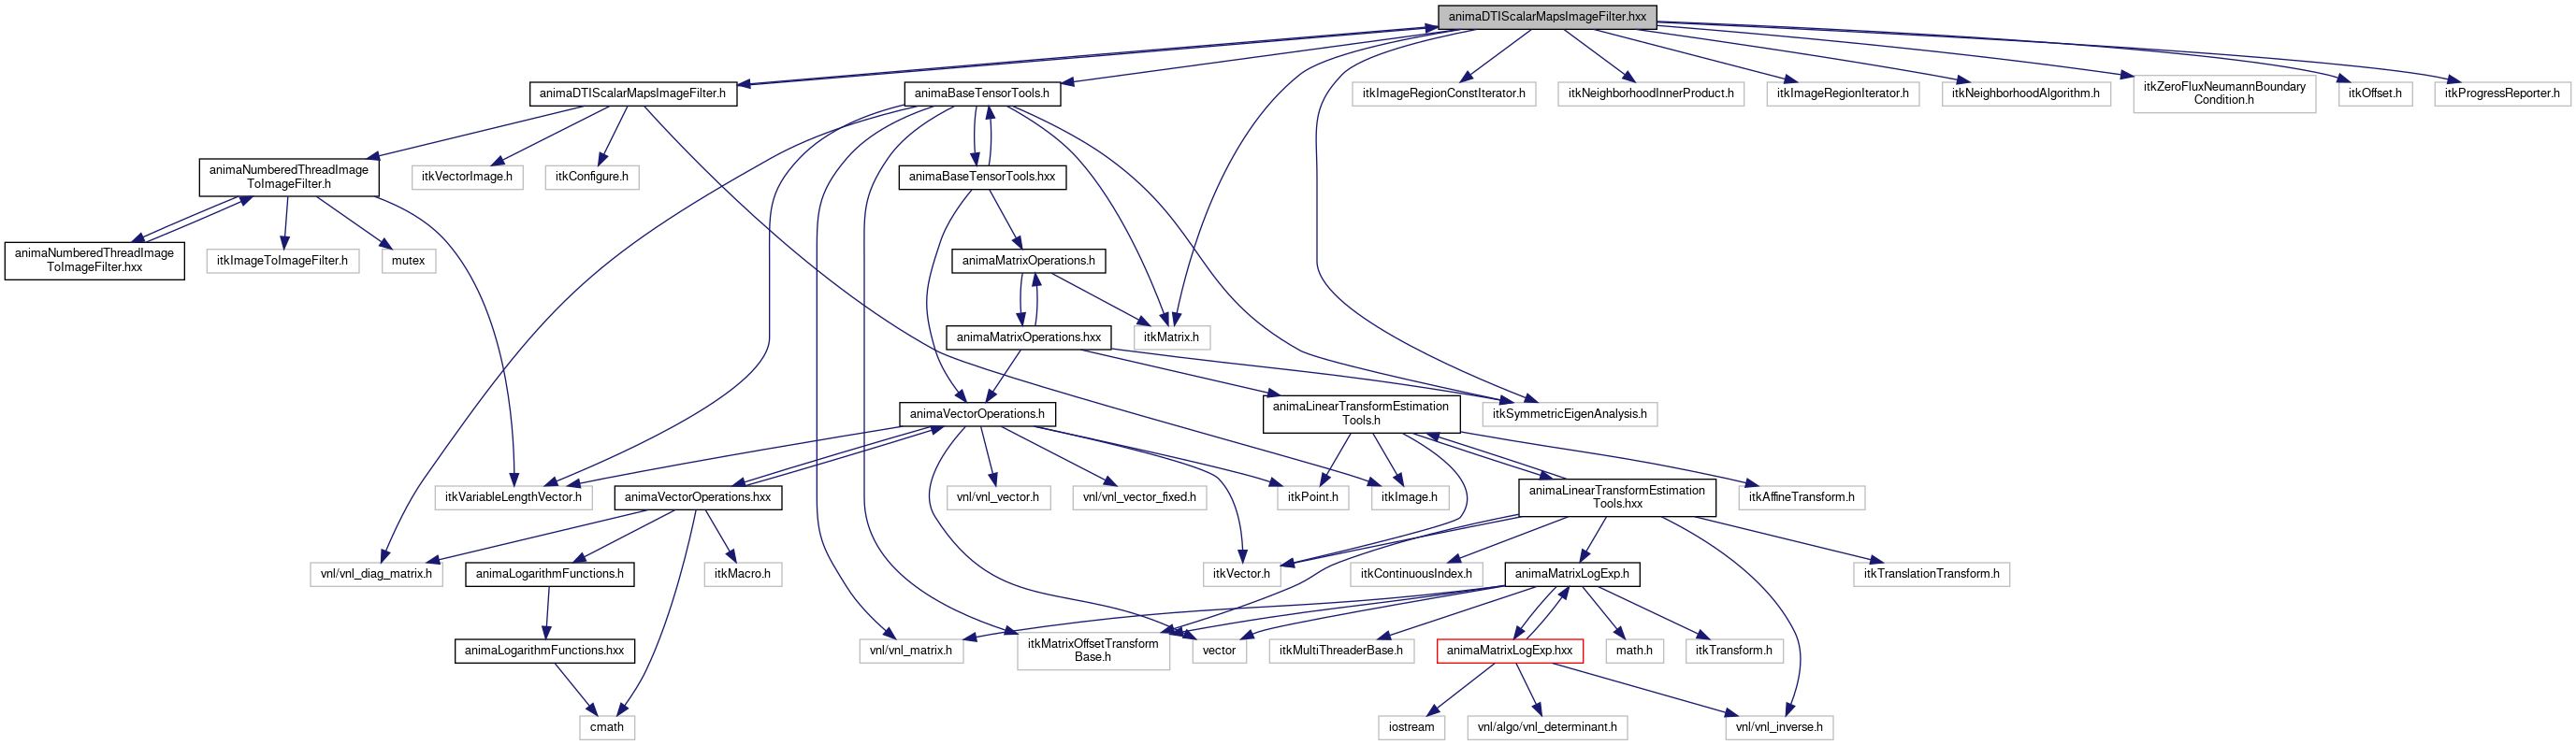 animaDTIScalarMapsImageFilter.hxx
animaDTIScalarMapsImageFilter.h
animaBaseTensorTools.h
itkImageRegionConstIterator.h
itkNeighborhoodInnerProduct.h
itkImageRegionIterator.h
itkNeighborhoodAlgorithm.h
itkZeroFluxNeumannBoundary
Condition.h
itkOffset.h
itkProgressReporter.h
animaNumberedThreadImage
ToImageFilter.h
itkVectorImage.h
itkConfigure.h
animaBaseTensorTools.hxx
animaNumberedThreadImage
ToImageFilter.hxx
itkImageToImageFilter.h
mutex
animaMatrixOperations.h
animaMatrixOperations.hxx
itkMatrix.h
animaVectorOperations.h
animaLinearTransformEstimation
Tools.h
itkSymmetricEigenAnalysis.h
itkVariableLengthVector.h
animaVectorOperations.hxx
vnl/vnl_vector.h
vnl/vnl_vector_fixed.h
itkPoint.h
itkImage.h
animaLinearTransformEstimation
Tools.hxx
itkAffineTransform.h
vnl/vnl_diag_matrix.h
animaLogarithmFunctions.h
itkMacro.h
itkVector.h
itkContinuousIndex.h
animaMatrixLogExp.h
itkTranslationTransform.h
animaLogarithmFunctions.hxx
vnl/vnl_matrix.h
itkMatrixOffsetTransform
Base.h
vector
itkMultiThreaderBase.h
animaMatrixLogExp.hxx
math.h
itkTransform.h
cmath
iostream
vnl/algo/vnl_determinant.h
vnl/vnl_inverse.h